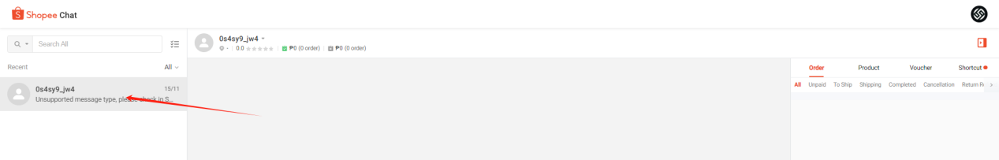 Shopee Chat
Search All
Recent
All
0s4sy9_jw4
15/11
Unsupported message type, please check in S...
0s4sy9_jw4
- 0.0 ₱0 (0 order) ₱0 (0 order)
Order Product Voucher Shortcut
All Unpaid To Ship Shipping Completed Cancellation Return